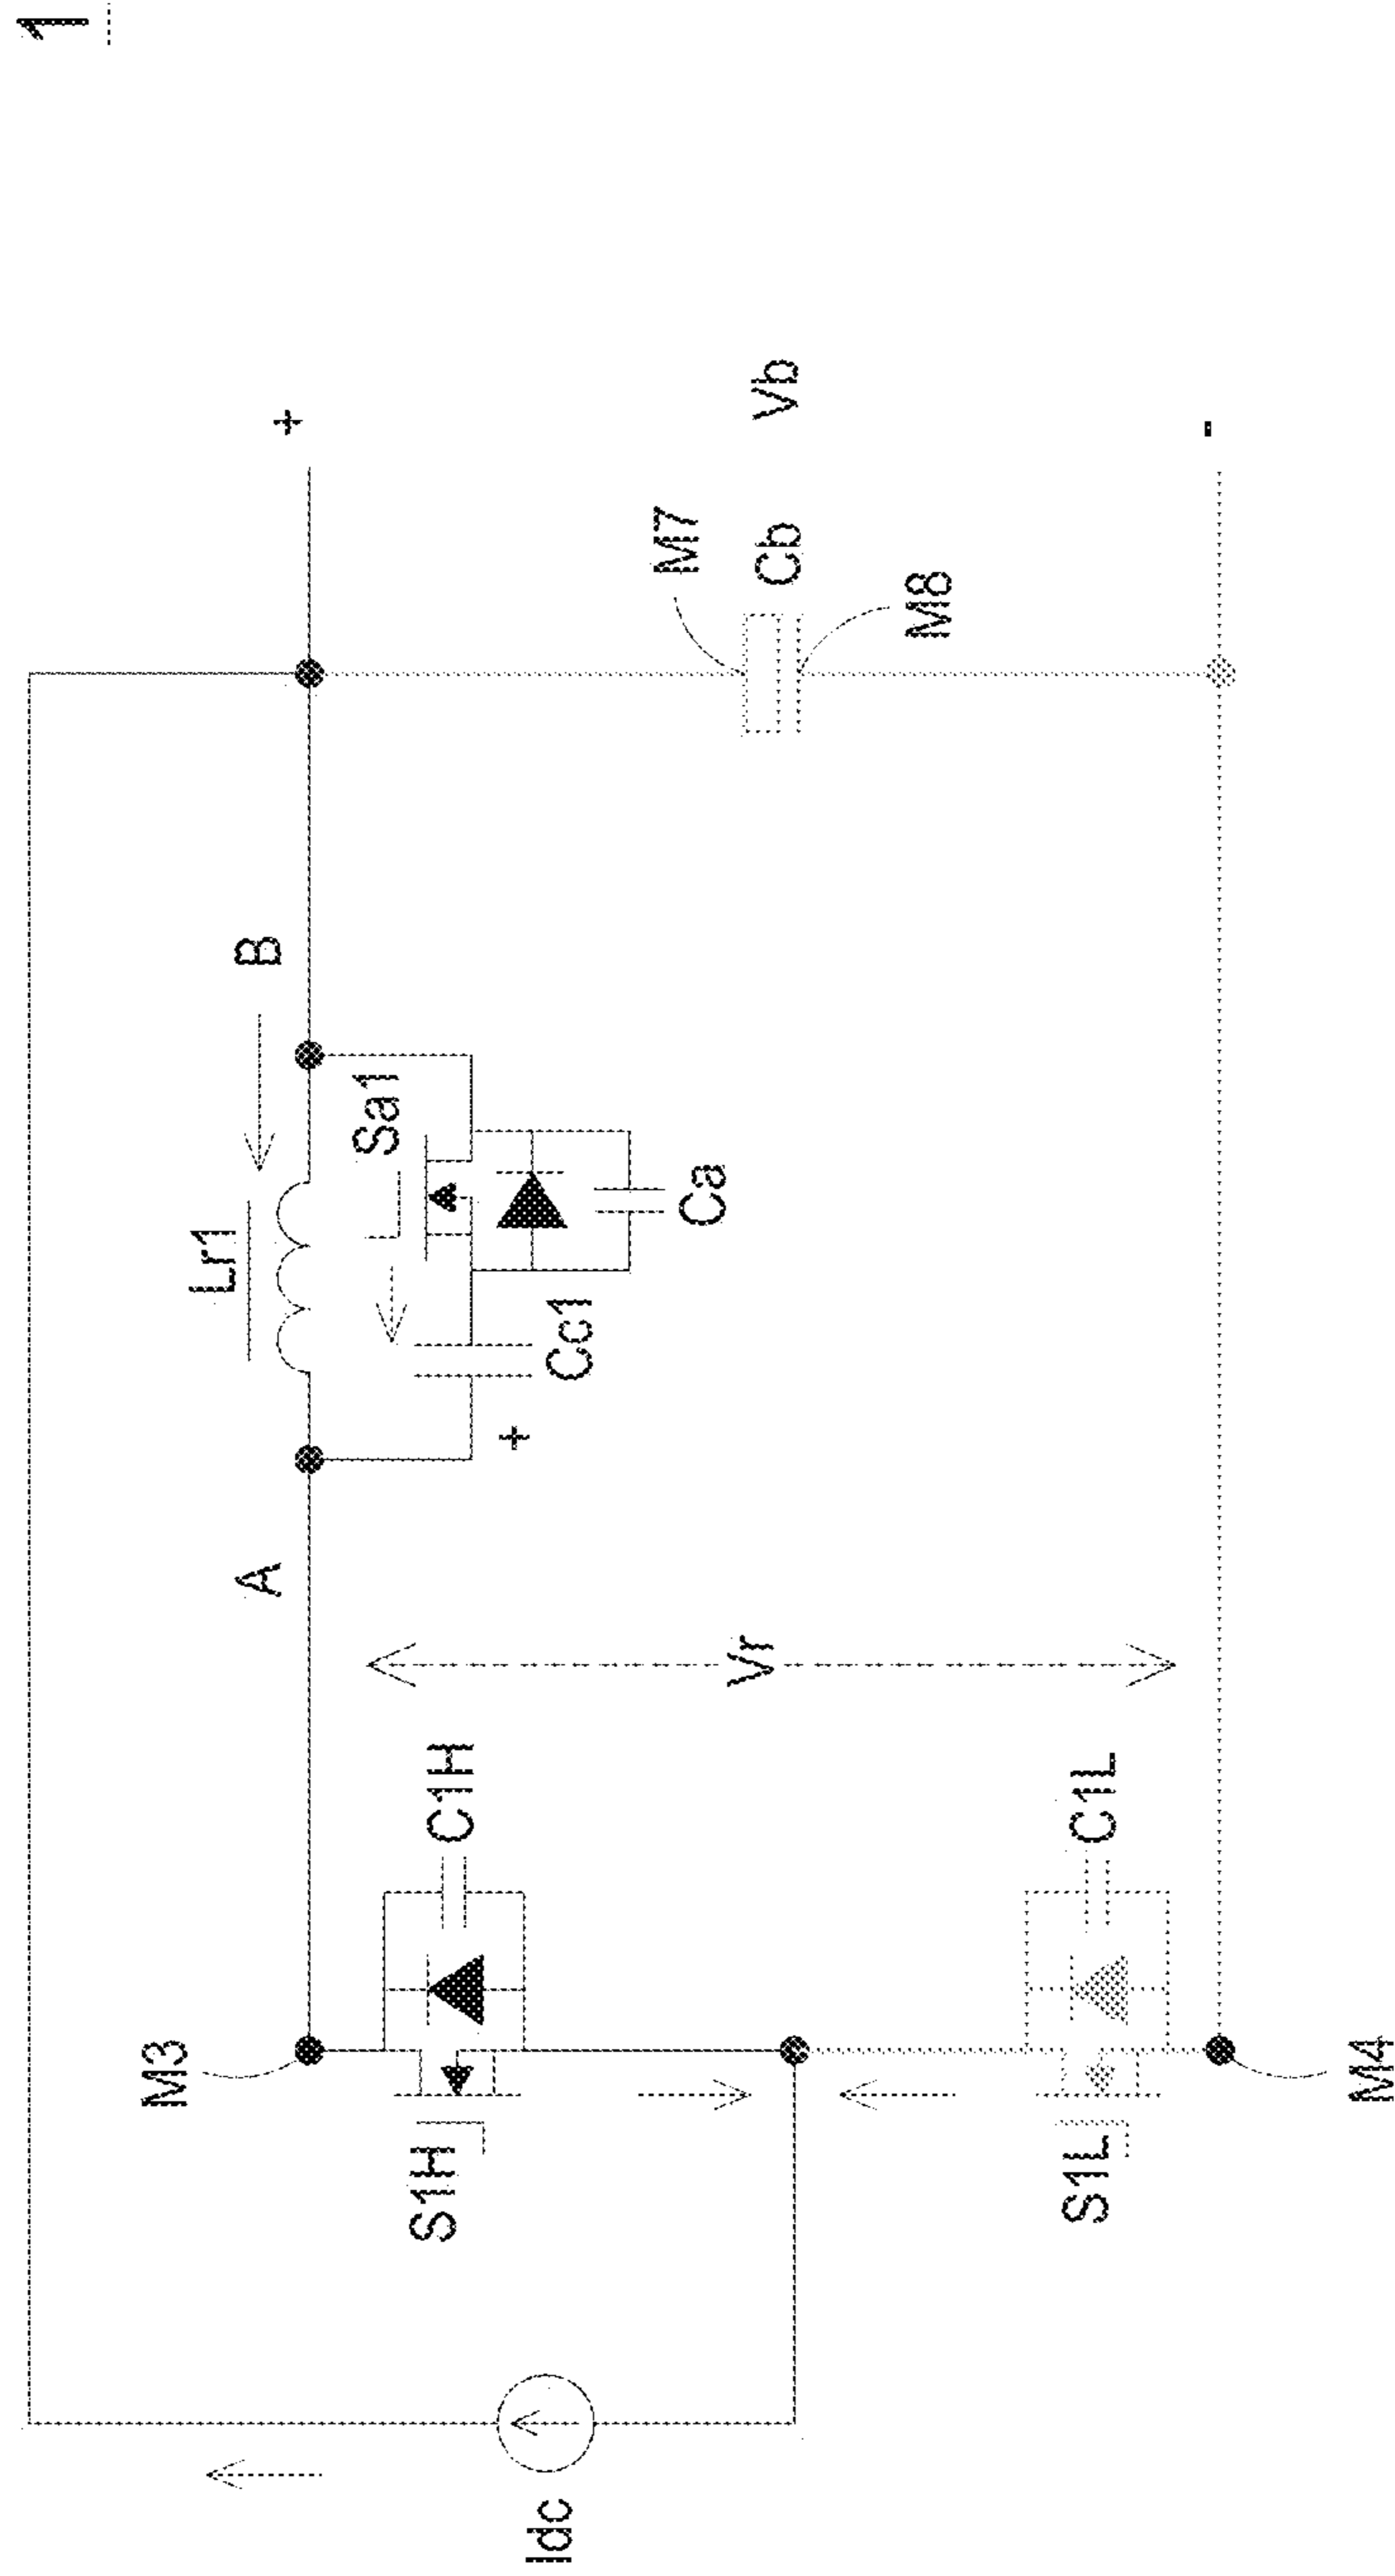 1
+
-
Vb
M7
Cb
M8
B
Lr1
Sa1
Ca
Cc1
+
A
Vr
C1H
C1L
M3
M4
S1H
S1L
Idc